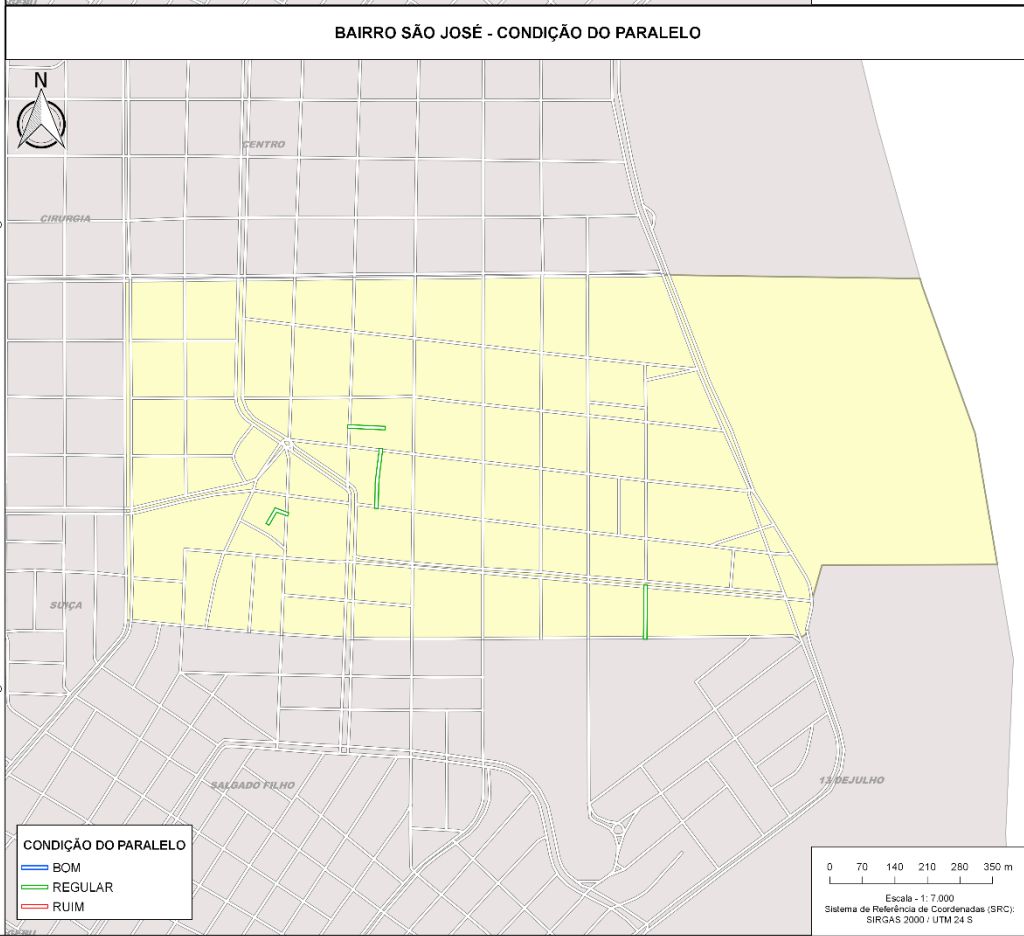 BAIRRO SÃO JOSÉ - CONDIÇÃO DO PARALELO
N
CENTRO
CIRURGIA
SUIÇA
SALGADO FILHO
13 DE JULHO
CONDIÇÃO DO PARALELO
BOM
REGULAR
RUIM
0 70 140 210 280 350 m
Escala - 1: 7.000
Sistema de Referência de Coordenadas (SRC):
SIRGAS 2000 / UTM 24 S